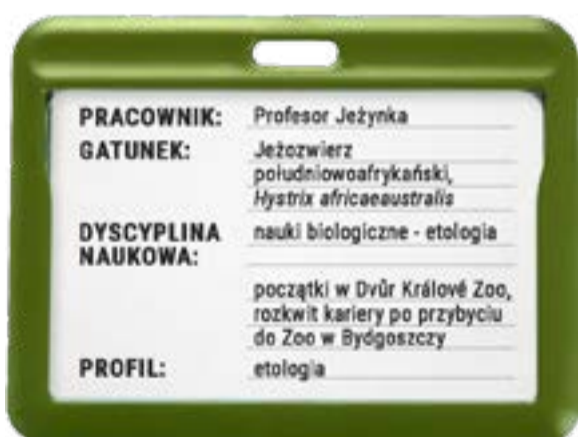 PRACOWNIK: Profesor Jeżynka
GATUNEK: Jeżozwierz
południowoafrykański,
Hystrix africaeaustralis
DYSCYPLINA nauki biologiczne - etologia
NAUKOWA:
początki w Dvůr Králové Zoo,
rozkwit kariery po przybyciu
do Zoo w Bydgoszczy
PROFIL: etologia